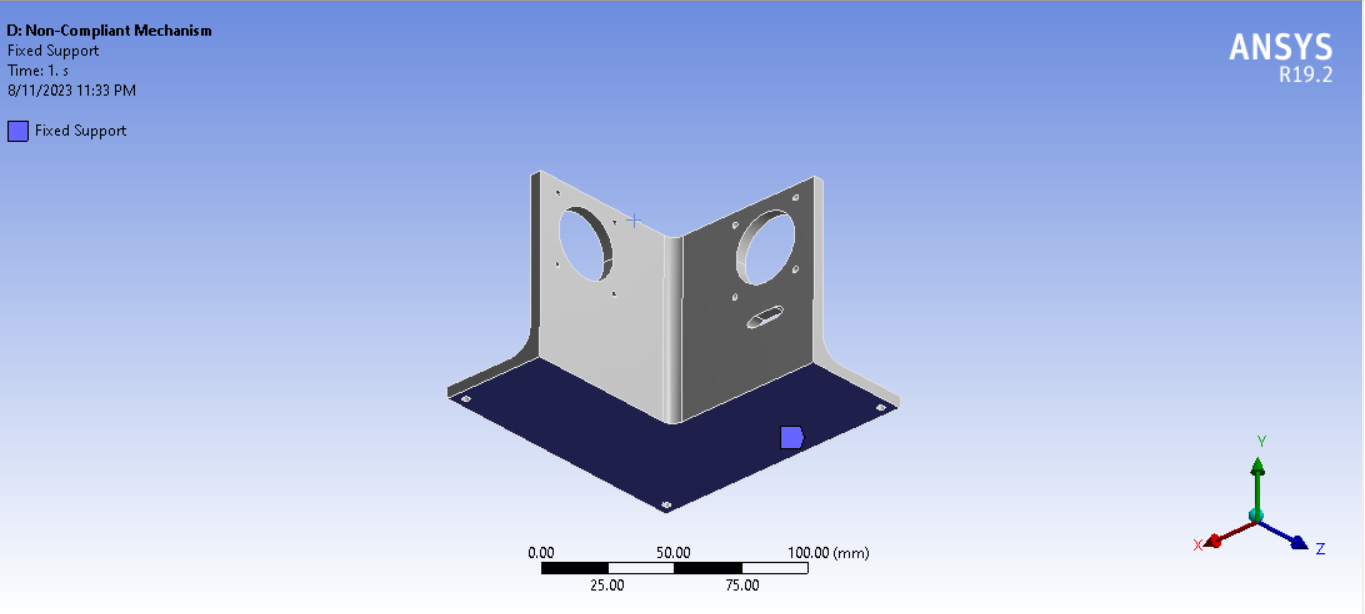 D: Non-Compliant Mechanism
Fixed Support
Time: 1. s
8/11/2023 11:33 PM
Fixed Support
ANSYS
R19.2
0.00 50.00 100.00 (mm)
25.00 75.00
Y
X
Z